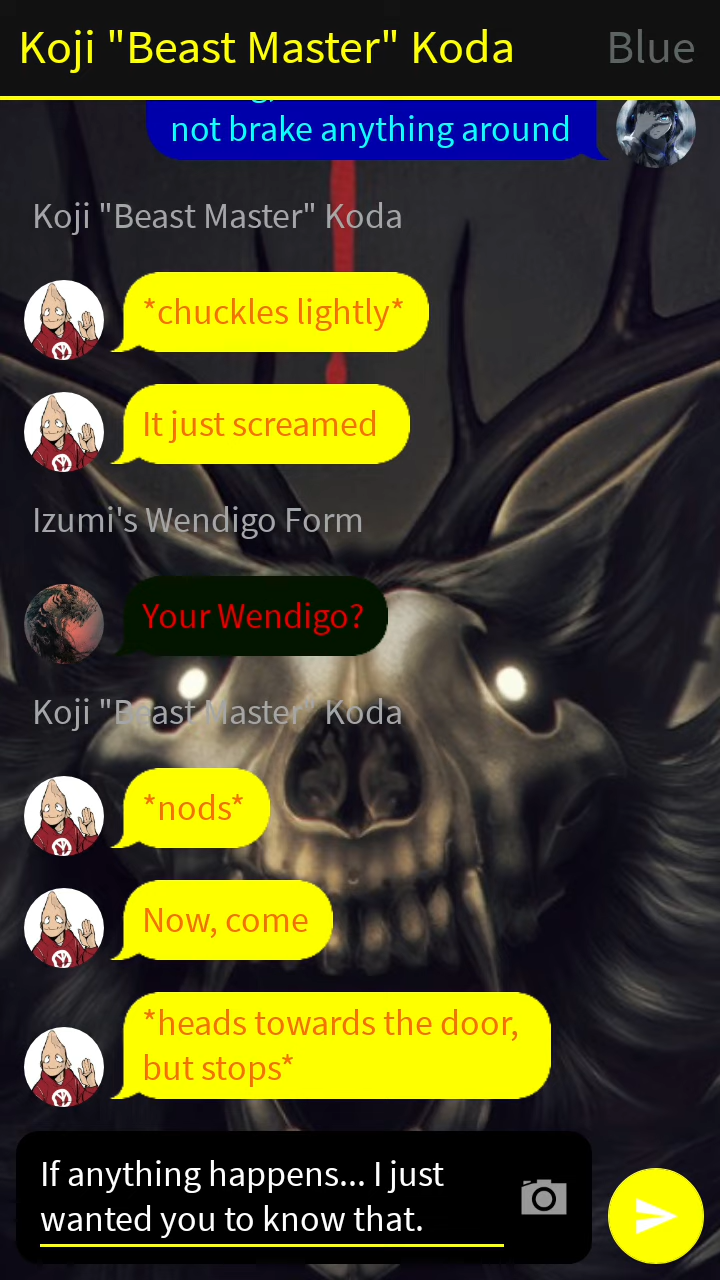 Koji "Beast Master" Koda
Blue
not brake anything around
Koji "Beast Master" Koda
*chuckles lightly*
It just screamed
Izumi's Wendigo Form
Your Wendigo?
Koji "Beast Master" Koda
*nods*
Now, come
*heads towards the door,
but stops*
If anything happens... I just
wanted you to know that.